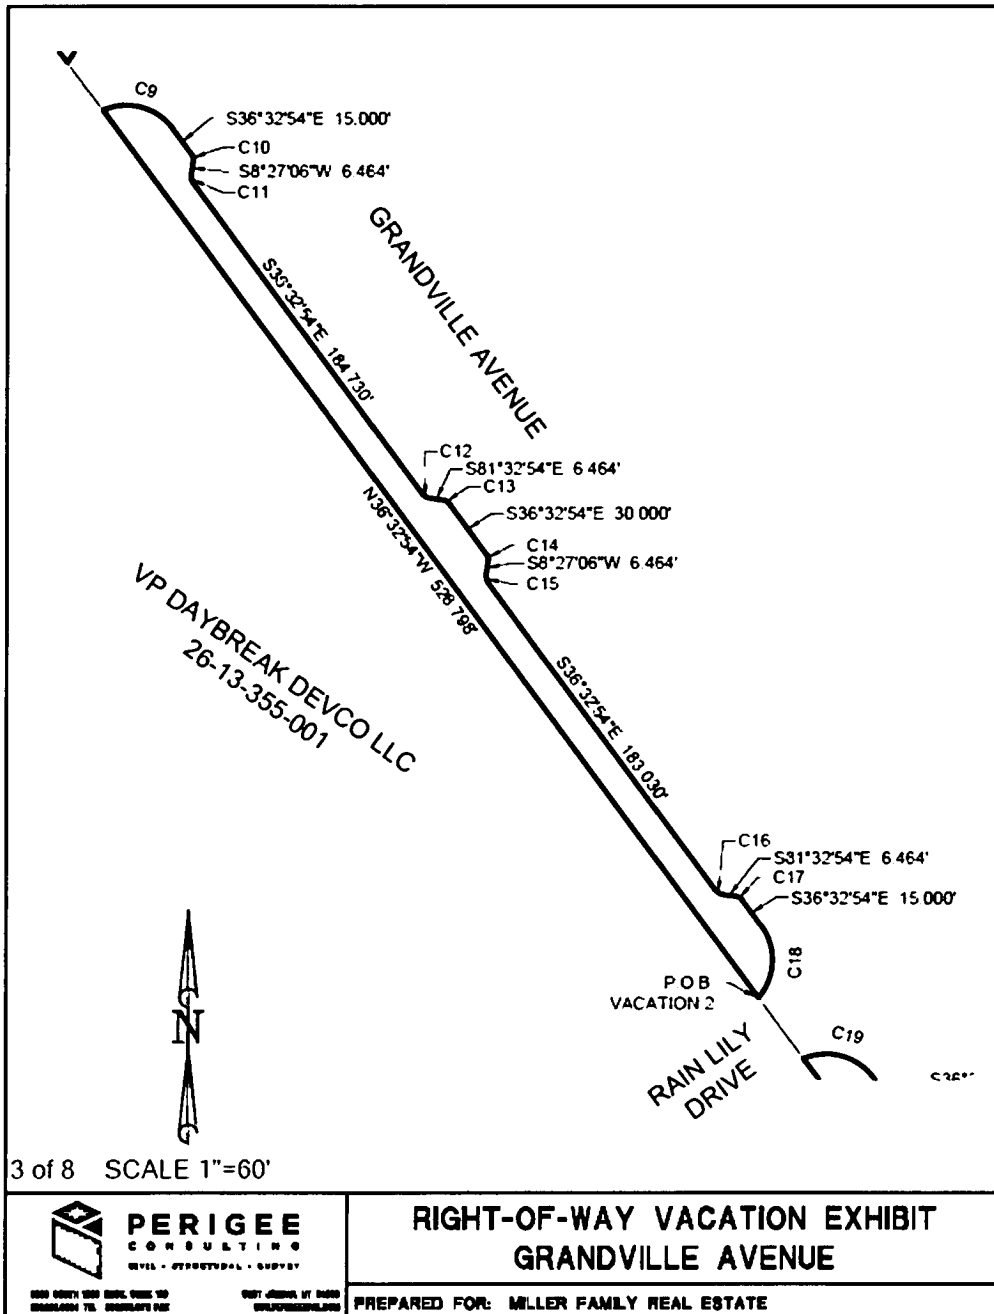 C9
S36°32'54"E 15.000'
C10
S8°27'06"W 6.464'
C11
GRANDVILLE AVENUE
S36°32'54"E 184.730'
C12
S81°32'54"E 6.464'
C13
S36°32'54"E 30.000'
C14
S8°27'06"W 6.464'
C15
N36°32'54"W 528.798'
VP DAYBREAK DEVCO LLC
26-13-355-001
S36°32'54"E 183.030'
C16
S81°32'54"E 6.464'
C17
S36°32'54"E 15.000'
C18
P O B
VACATION 2
RAIN LILY
DRIVE
C19
N
3 of 8 SCALE 1"=60'
PERIGEE
CONSULTING
CIVIL · STRUCTURAL · SURVEY
RIGHT-OF-WAY VACATION EXHIBIT
GRANDVILLE AVENUE
PREPARED FOR: MILLER FAMILY REAL ESTATE